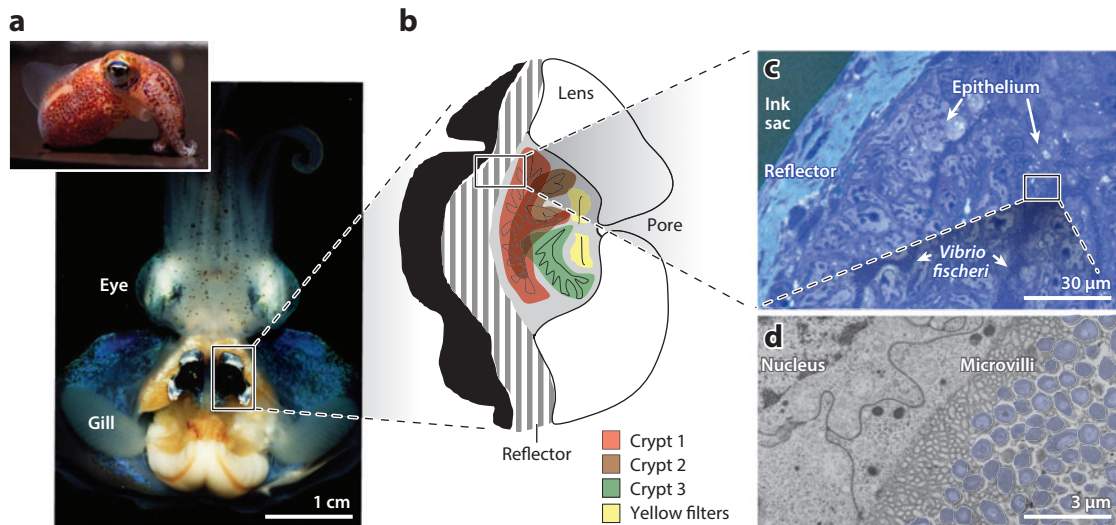 a
Eye
Gill
1 cm
b
Lens
Pore
Reflector
Crypt 1
Crypt 2
Crypt 3
Yellow filters
c
Ink
sac
Epithelium
Reflector
Vibrio
fischeri
30 µm
d
Nucleus
Microvilli
3 µm